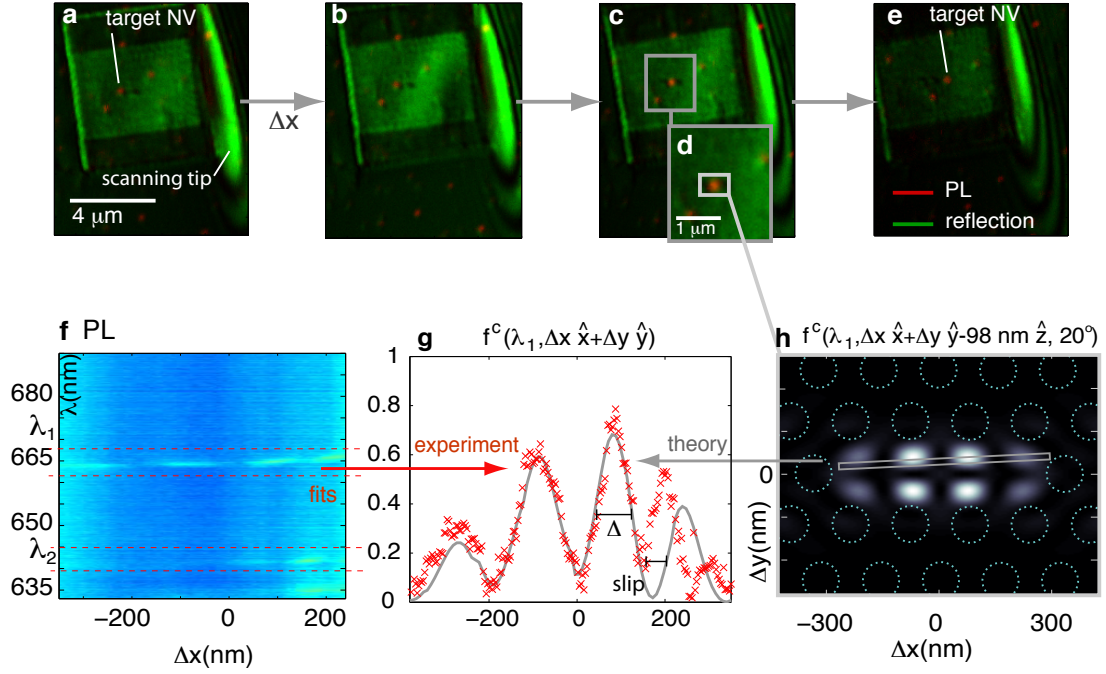 a
target NV
scanning tip
4 μm
Δx
b
c
d
1 μm
e
target NV
PL
reflection
f PL
λ(nm)
680
λ₁
665
650
λ₂
635
fits
−200
0
200
Δx(nm)
g
fᶜ(λ₁,Δx x̂+Δy ŷ)
1
0.8
0.6
0.4
0.2
0
experiment
theory
Δ
slip
−200
0
200
h
fᶜ(λ₁,Δx x̂+Δy ŷ-98 nm ẑ, 20°)
0
Δy(nm)
−300
0
300
Δx(nm)